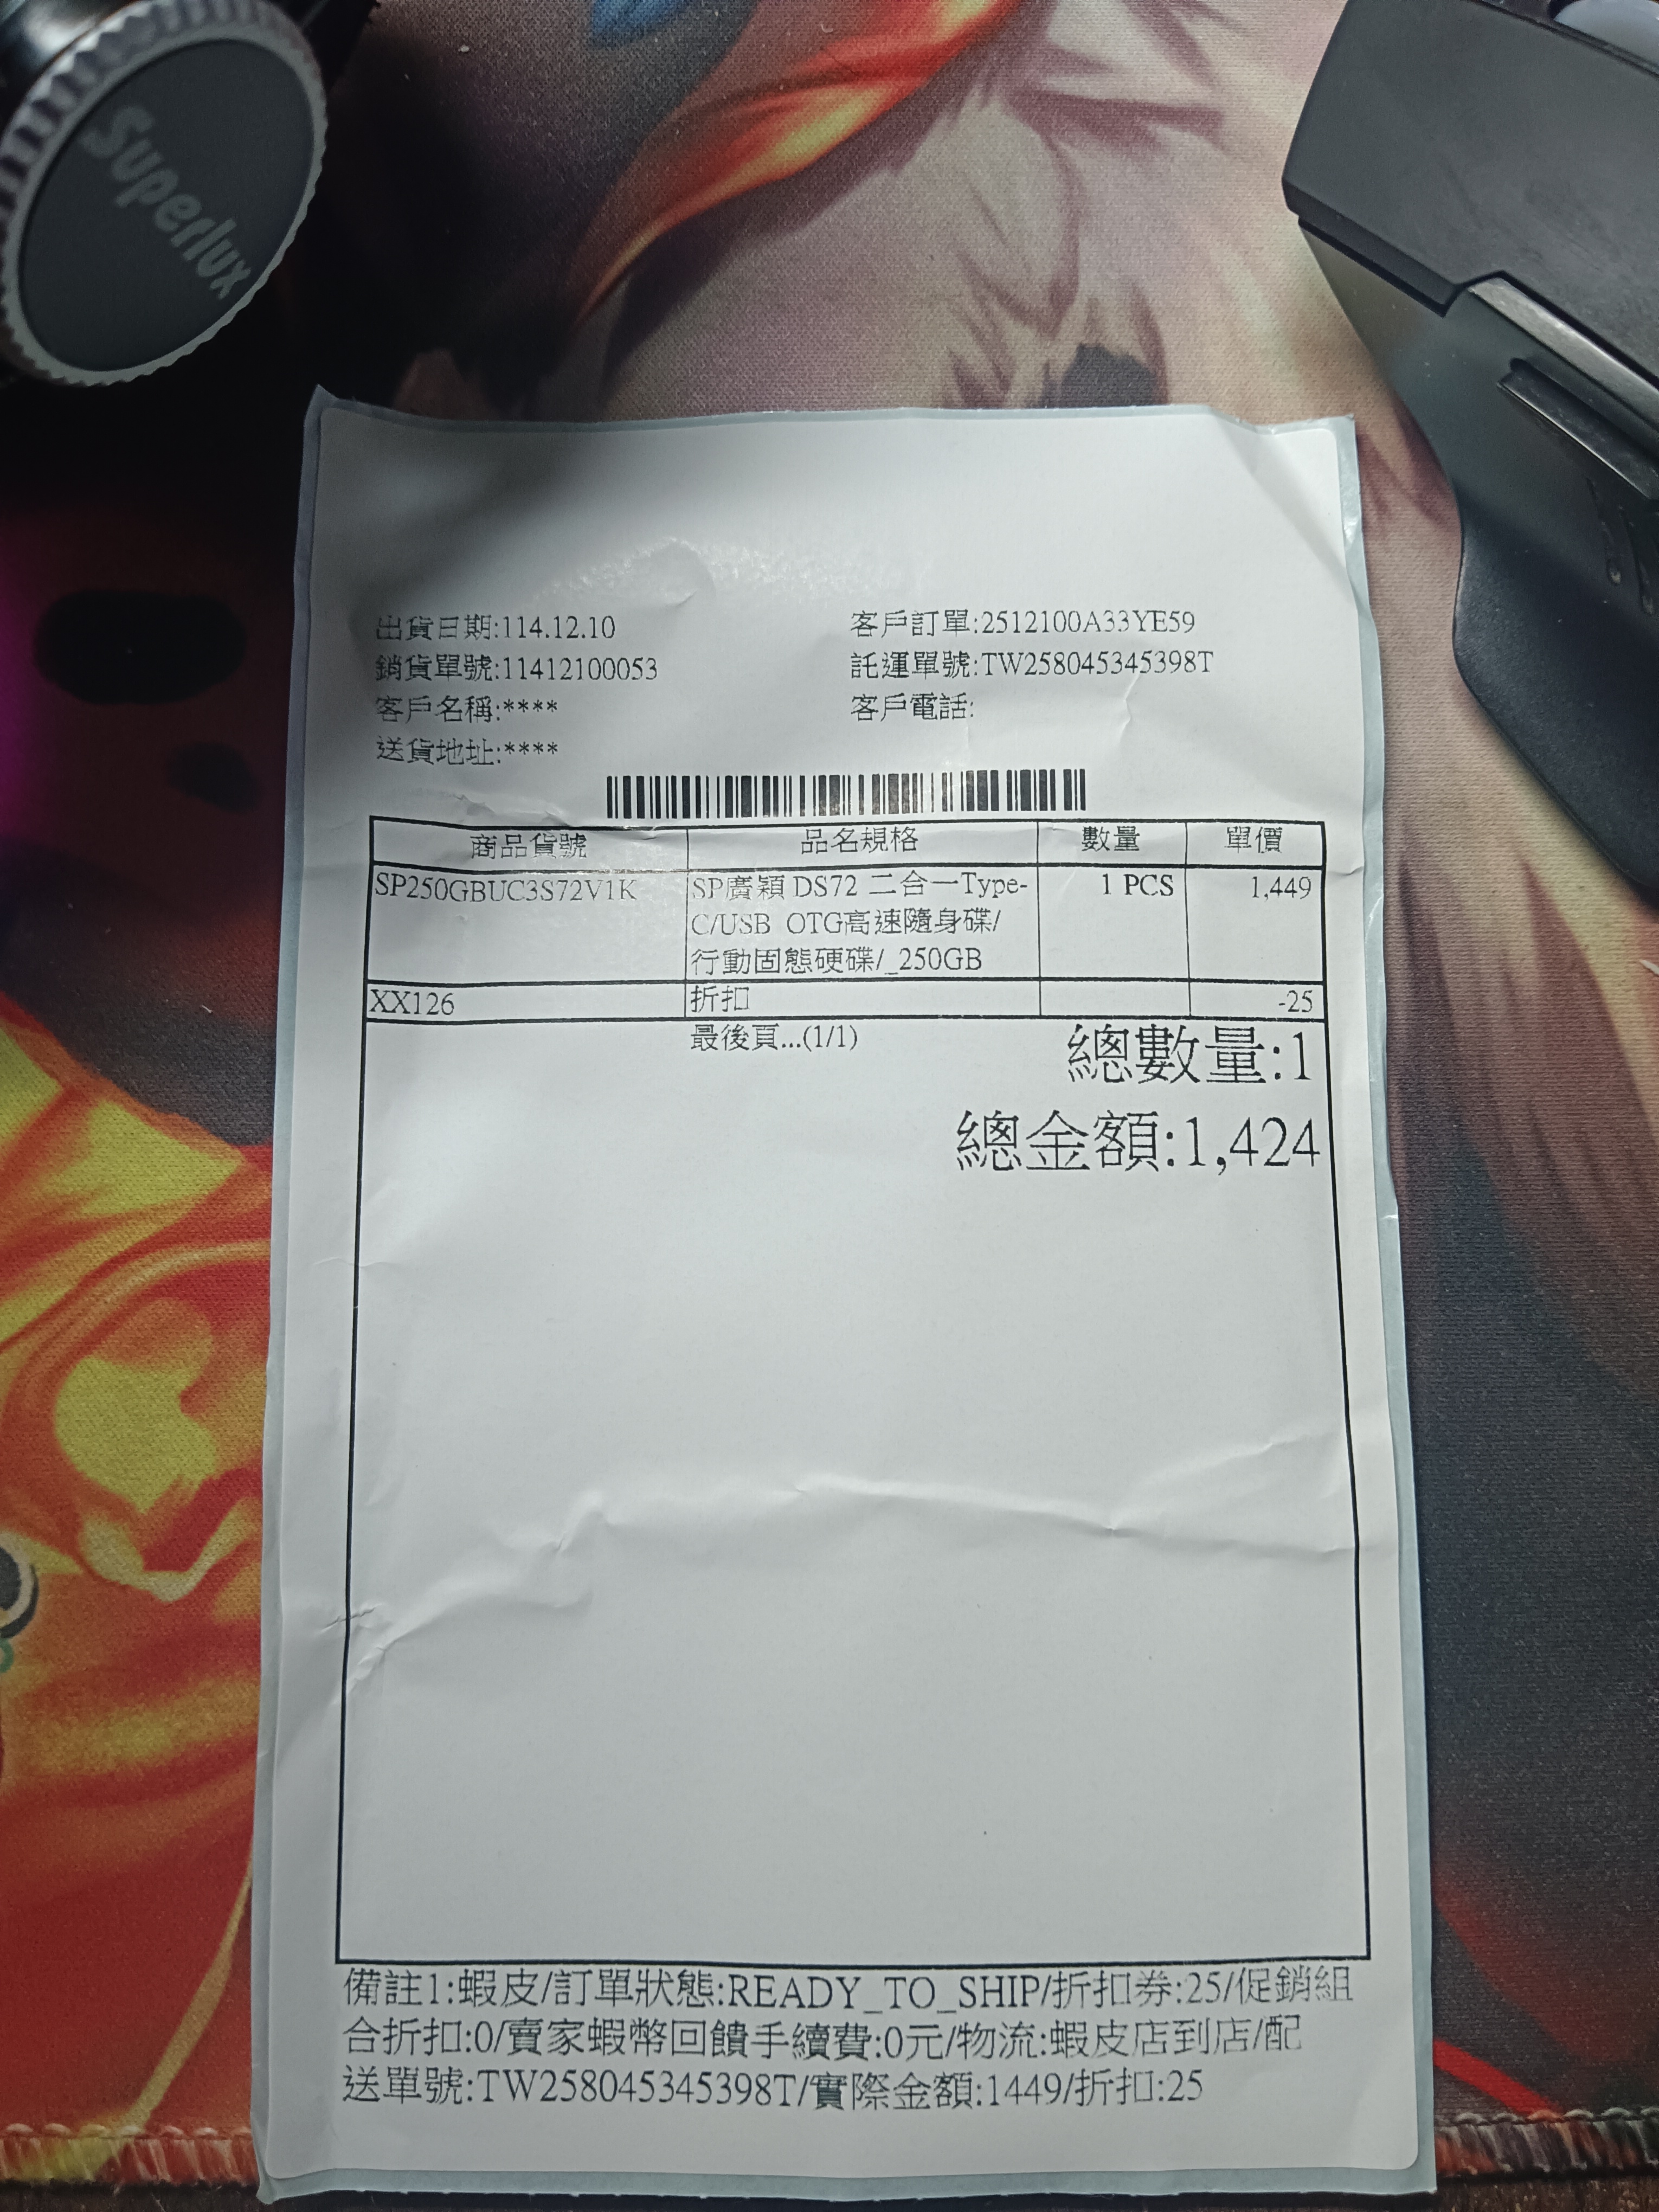 Superlux
出貨日期:114.12.10
客戶訂單:2512100A33YE59
銷貨單號:11412100053
託運單號:TW258045345398T
客戶名稱:****
客戶電話:
送貨地址:****
商品貨號 品名規格 數量 單價
SP250GBUC3S72V1K SP廣穎 DS72 二合一Type- 1 PCS 1,449
C/USB OTG高速隨身碟/
行動固態硬碟/_250GB
XX126 折扣 -25
最後頁...(1/1)
總數量:1
總金額:1,424
備註1:蝦皮/訂單狀態:READY_TO_SHIP/折扣券:25/促銷組
合折扣:0/賣家蝦幣回饋手續費:0元/物流:蝦皮店到店/配
送單號:TW258045345398T/實際金額:1449/折扣:25